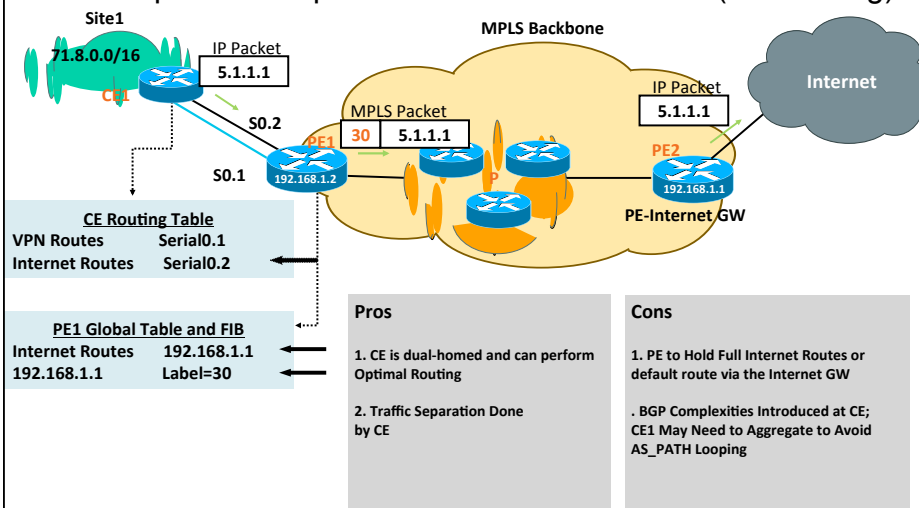 Site1
MPLS Backbone
71.8.0.0/16
IP Packet
5.1.1.1
Internet
CE1
IP Packet
5.1.1.1
MPLS Packet
30 5.1.1.1
S0.2
PE1
PE2
P
S0.1
192.168.1.2
192.168.1.1
PE-Internet GW
CE Routing Table
VPN Routes Serial0.1
Internet Routes Serial0.2
PE1 Global Table and FIB
Internet Routes 192.168.1.1
192.168.1.1 Label=30
Pros
1. CE is dual-homed and can perform
Optimal Routing
2. Traffic Separation Done
by CE
Cons
1. PE to Hold Full Internet Routes or
default route via the Internet GW
. BGP Complexities Introduced at CE;
CE1 May Need to Aggregate to Avoid
AS_PATH Looping